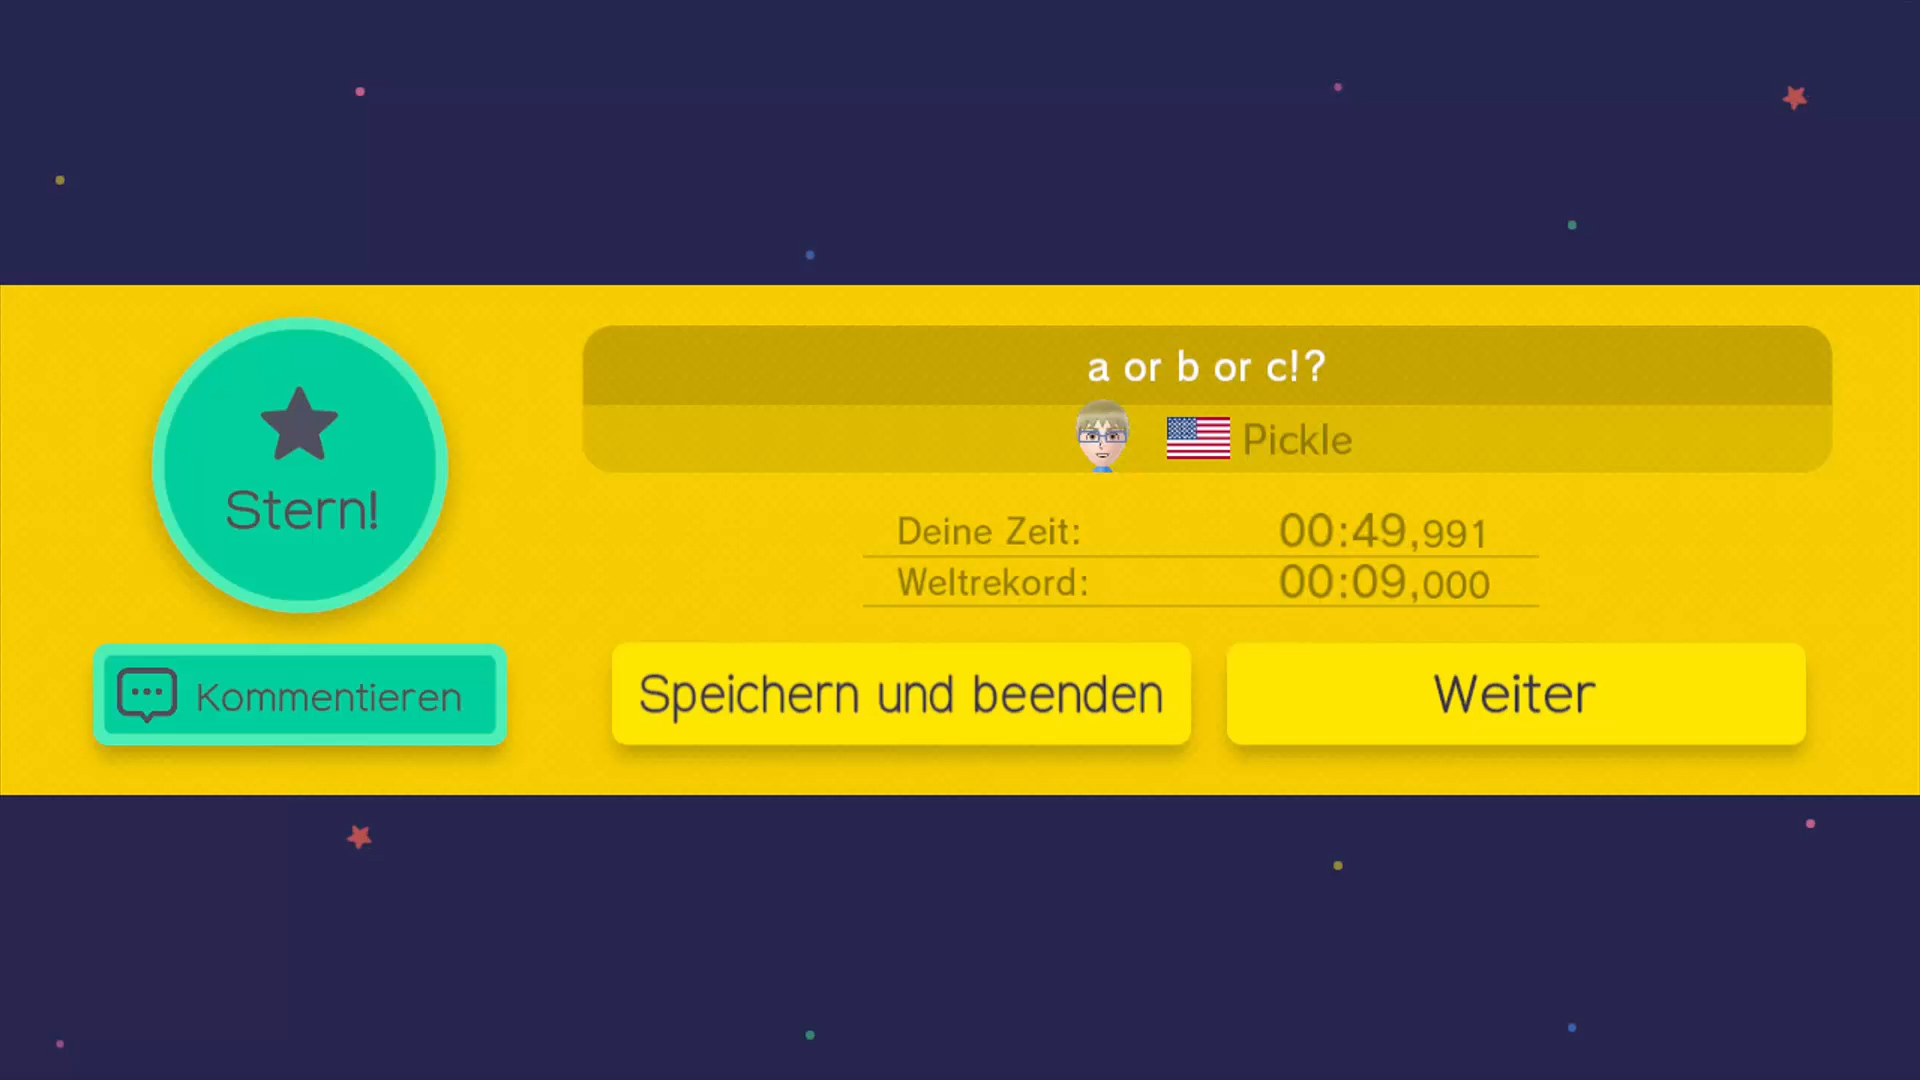 a or b or c!?
Pickle
Stern!
Deine Zeit: 00:49,991
Weltrekord: 00:09,000
Kommentieren
Speichern und beenden
Weiter